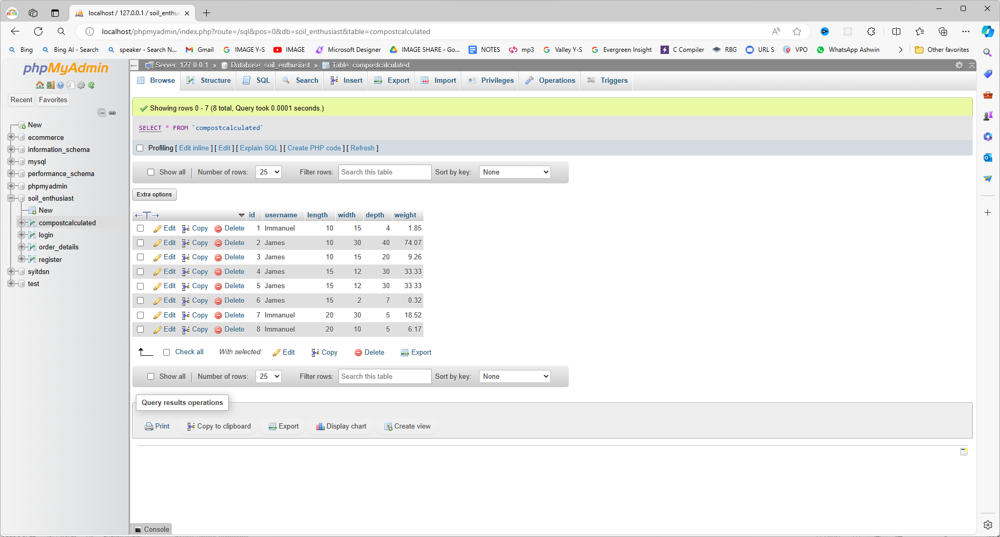 localhost / 127.0.0.1 / soil_enthus
localhost/phpmyadmin/index.php?route=/sql&pos=0&db=soil_enthusiast&table=compostcalculated
Bing Bing AI - Search speaker - Search N... Gmail IMAGE Y-S IMAGE Microsoft Designer IMAGE SHARE - Go... NOTES mp3 Valley Y-S Evergreen Insight C Compiler RBG URL S VPO WhatsApp Ashwin Other favorites
phpMyAdmin
Recent Favorites
New
ecommerce
information_schema
mysql
performance_schema
phpmyadmin
soil_enthusiast
New
compostcalculated
login
order_details
register
syitdsn
test
Server: 127.0.0.1 » Database: soil_enthusiast » Table: compostcalculated
Browse Structure SQL Search Insert Export Import Privileges Operations Triggers
Showing rows 0 - 7 (8 total, Query took 0.0001 seconds.)
SELECT * FROM `compostcalculated`
Profiling [ Edit inline ] [ Edit ] [ Explain SQL ] [ Create PHP code ] [ Refresh ]
Show all Number of rows: 25 Filter rows: Search this table Sort by key: None
Extra options
id username length width depth weight
Edit Copy Delete 1 Immanuel 10 15 4 1.85
Edit Copy Delete 2 James 10 30 40 74.07
Edit Copy Delete 3 James 10 15 20 9.26
Edit Copy Delete 4 James 15 12 30 33.33
Edit Copy Delete 5 James 15 12 30 33.33
Edit Copy Delete 6 James 15 2 7 0.32
Edit Copy Delete 7 Immanuel 20 30 5 18.52
Edit Copy Delete 8 Immanuel 20 10 5 6.17
Check all With selected: Edit Copy Delete Export
Show all Number of rows: 25 Filter rows: Search this table Sort by key: None
Query results operations
Print Copy to clipboard Export Display chart Create view
Console